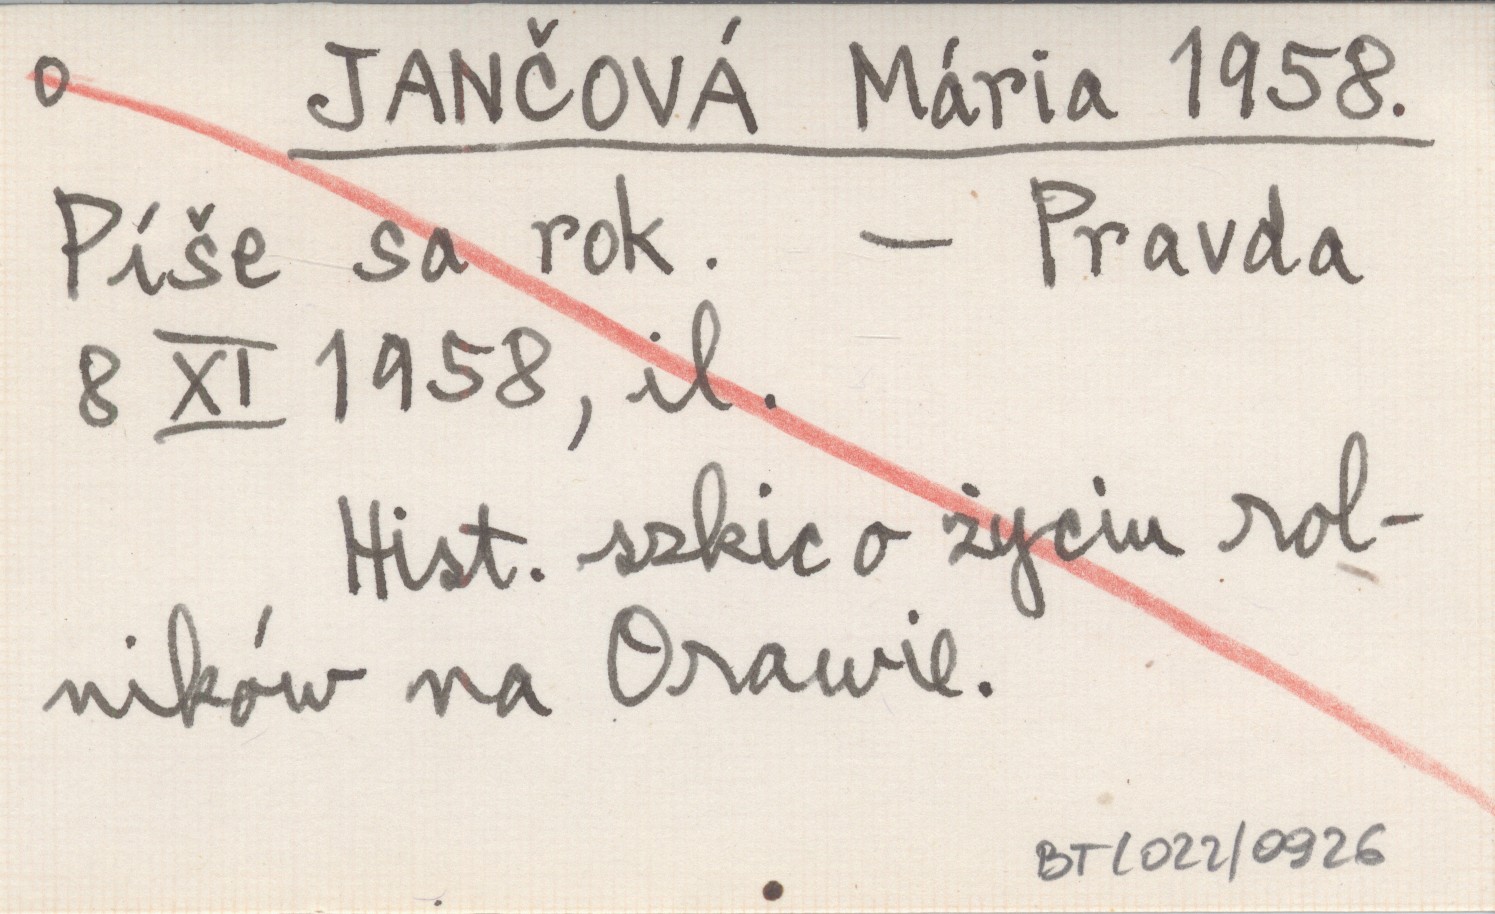 o JANČOVÁ Mária 1958.
Píše sa rok. — Pravda
8 XI 1958, il.
Hist. szkic o życiu rol-
ników na Orawie.
BT/022/0926